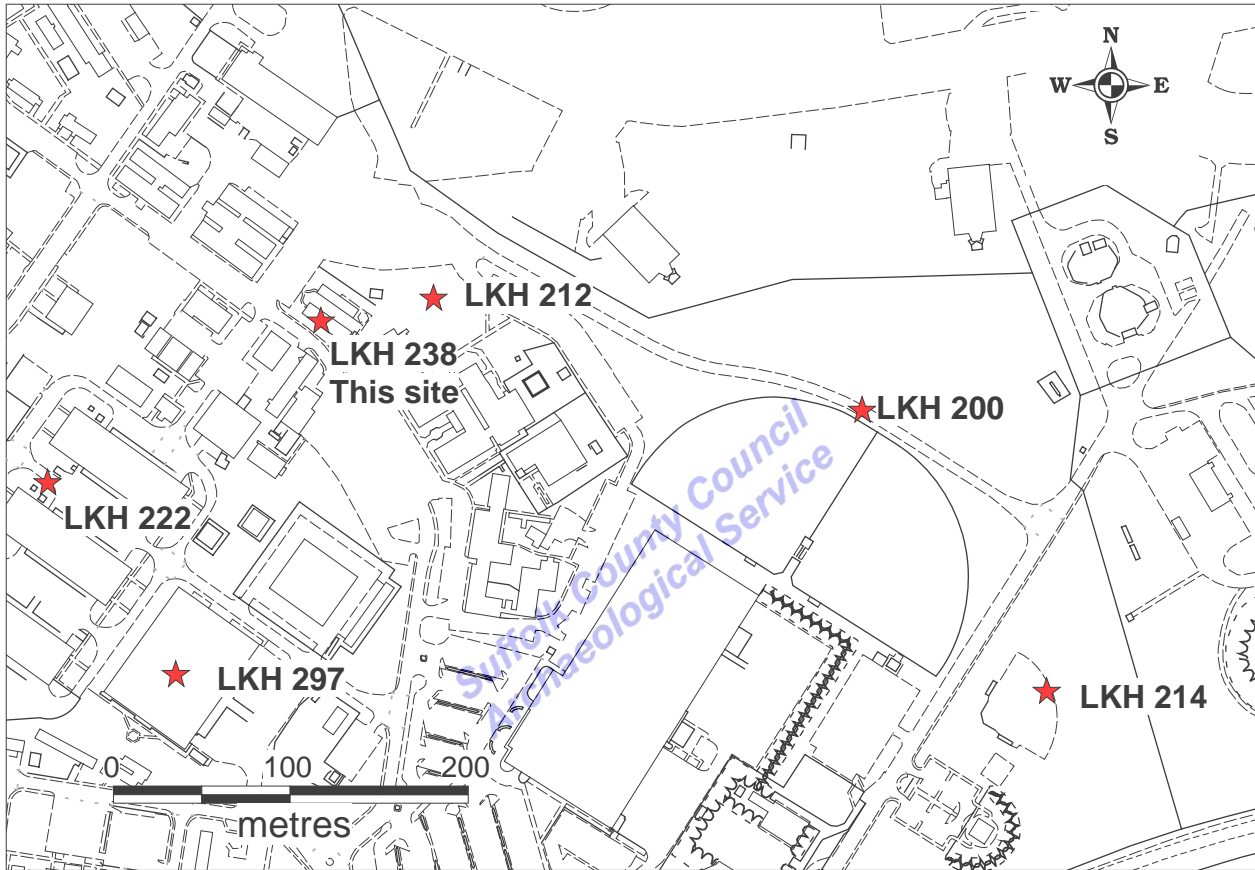 N
W E
S
LKH 212
LKH 238
This site
LKH 200
LKH 222
LKH 297
LKH 214
Suffolk County Council
Archaeological Service
0 100 200
metres